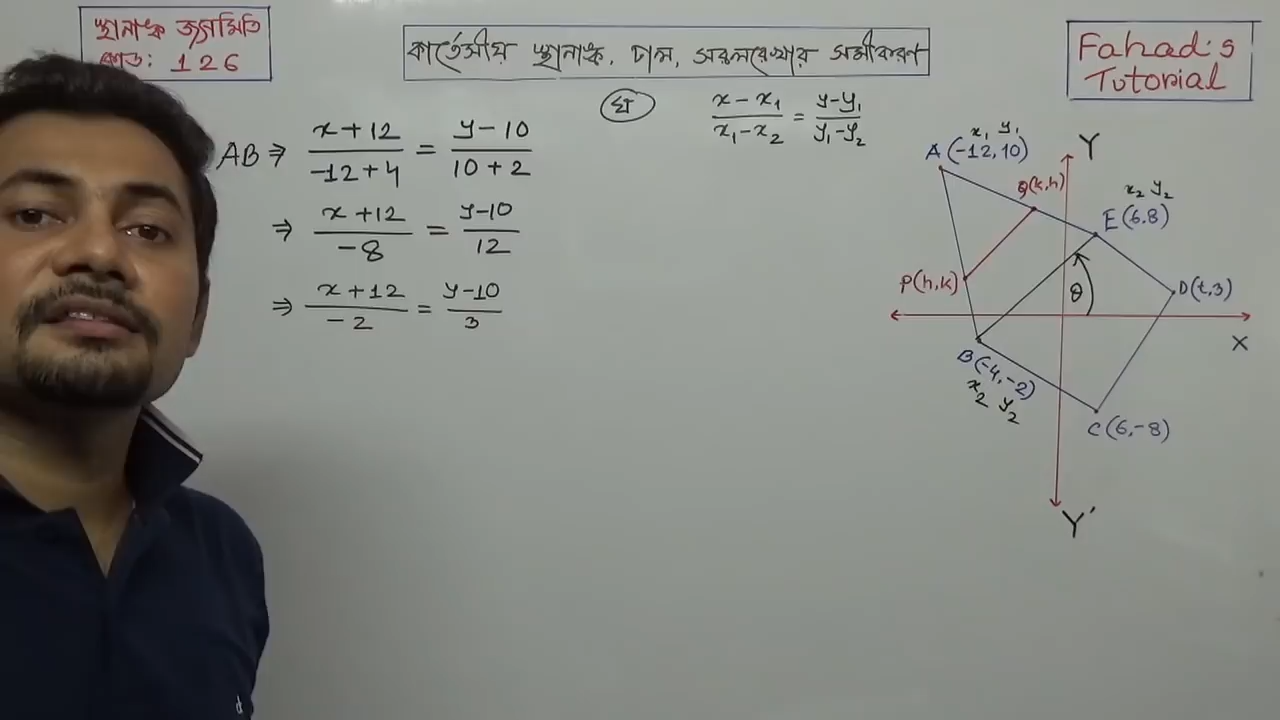 স্থানাঙ্ক জ্যামিতি
ক্লাস: 126
কার্তেসীয় স্থানাঙ্ক, ঢাল, সরলরেখার সমীকরণ
Fahad's
Tutorial
ঘ
x - x₁ / x₁ - x₂ = y - y₁ / y₁ - y₂
AB ⇒ x + 12 / -12 + 4 = y - 10 / 10 + 2
⇒ x + 12 / -8 = y - 10 / 12
⇒ x + 12 / -2 = y - 10 / 3
x₁ y₁
A (-12, 10)
Y
Q(k,h)
x₂ y₂
E (6.8)
P(h,k)
θ
D(t,3)
X
B(-4,-2)
x₂ y₂
C(6,-8)
Y'